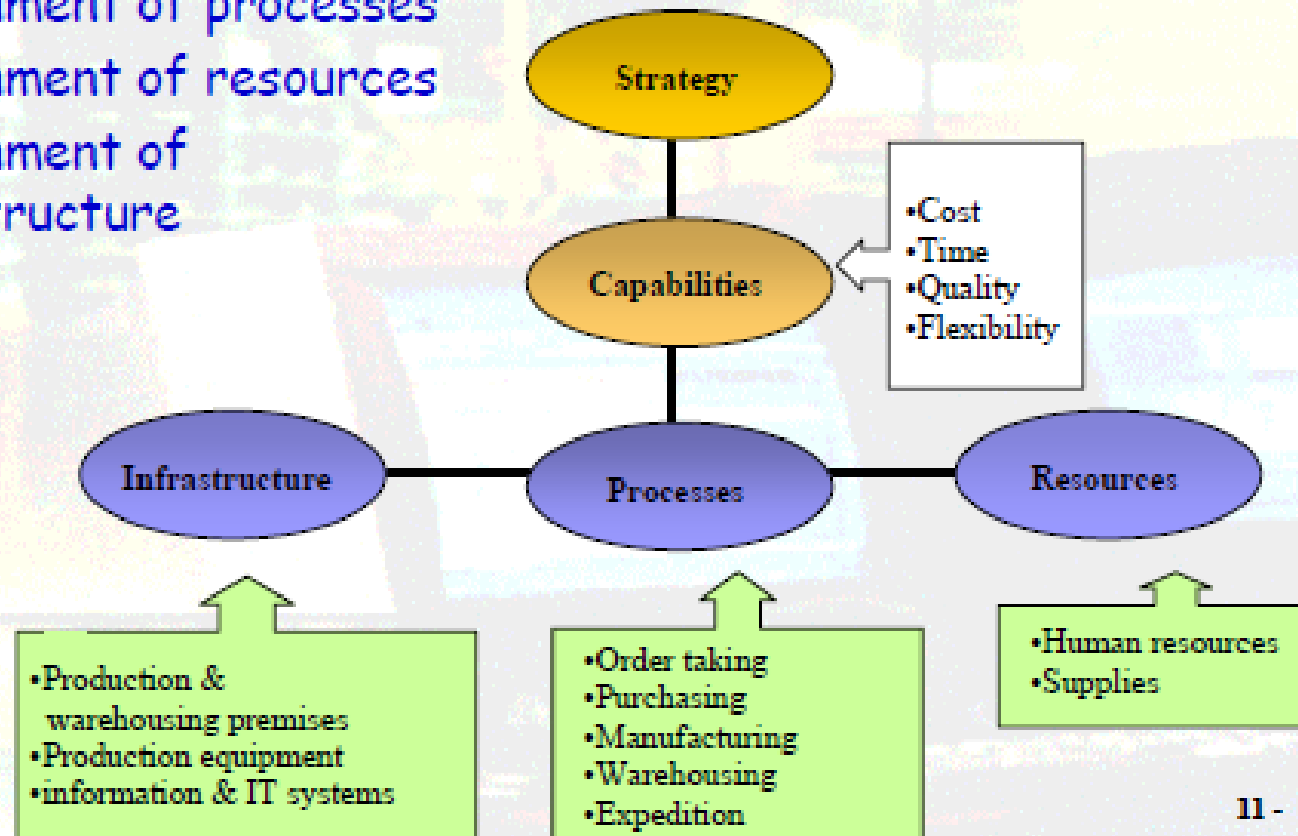 ment of processes
ment of resources
ment of
tructure
Strategy
Capabilities
•Cost
•Time
•Quality
•Flexibility
Infrastructure
Processes
Resources
•Production &
warehousing premises
•Production equipment
•information & IT systems
•Order taking
•Purchasing
•Manufacturing
•Warehousing
•Expedition
•Human resources
•Supplies
11 -